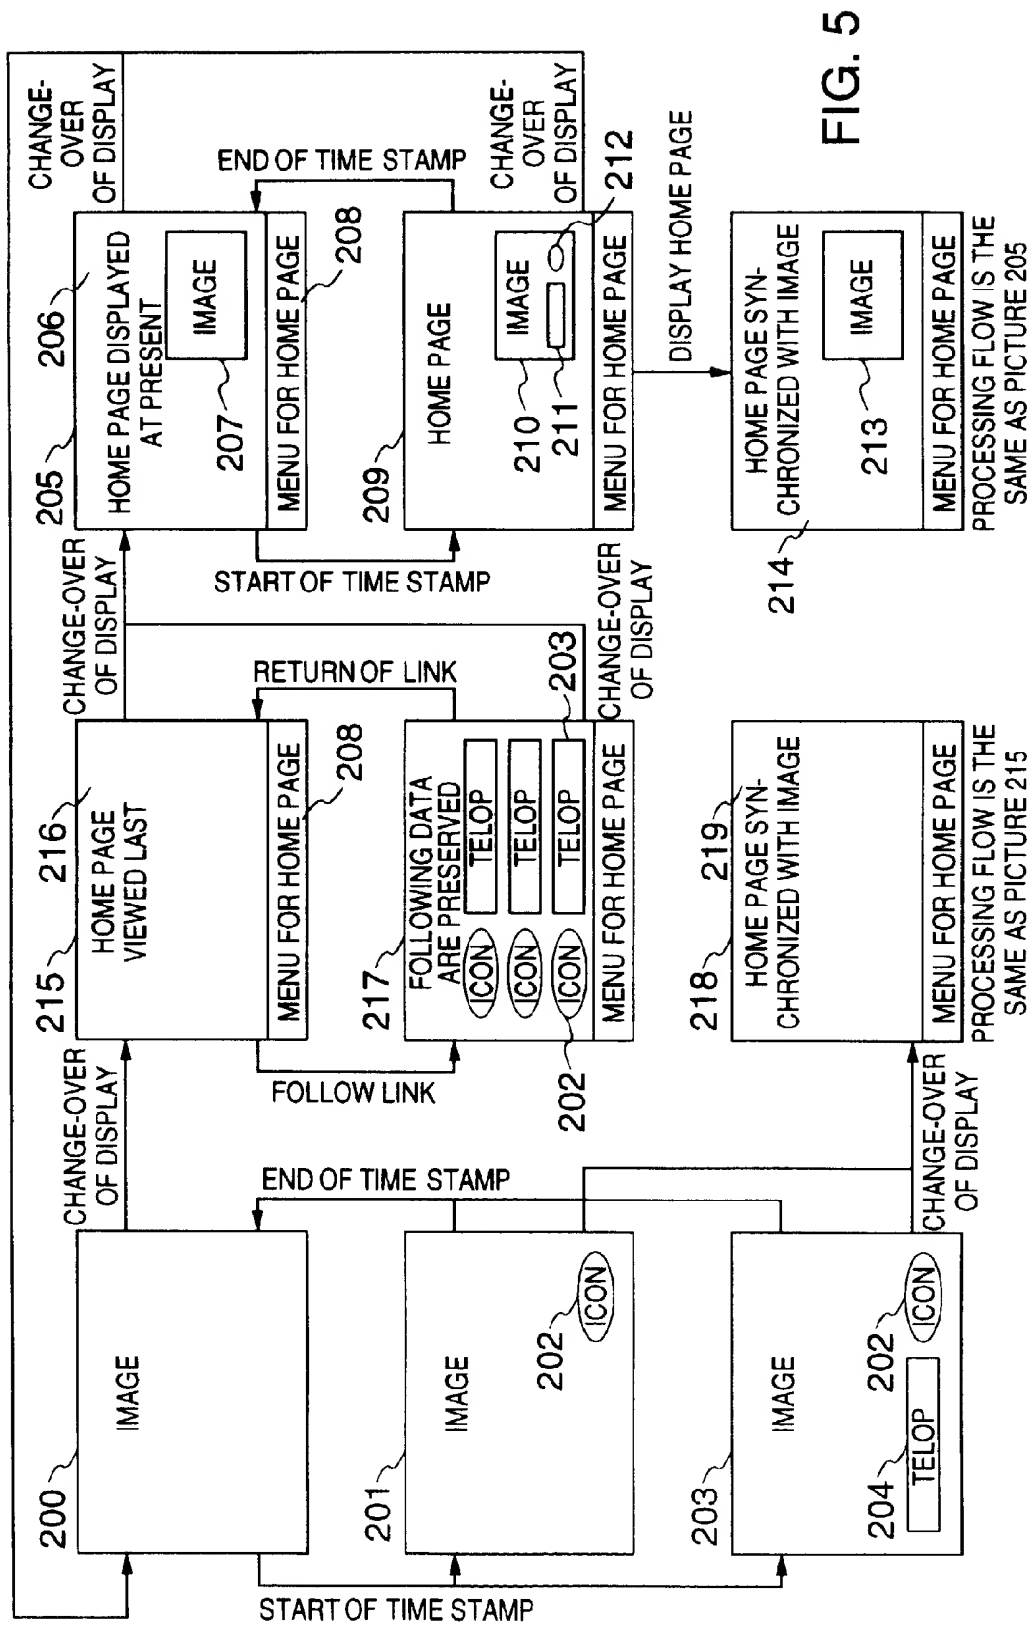 FIG. 5
200
IMAGE
START OF TIME STAMP
END OF TIME STAMP
201
IMAGE
202
ICON
203
IMAGE
204
TELOP
202
ICON
CHANGE-OVER
OF DISPLAY
CHANGE-OVER
OF DISPLAY
215
216
HOME PAGE
VIEWED LAST
MENU FOR HOME PAGE
208
FOLLOW LINK
RETURN OF LINK
217
FOLLOWING DATA
ARE PRESERVED
ICON
TELOP
ICON
TELOP
ICON
TELOP
202
203
MENU FOR HOME PAGE
218
219
HOME PAGE SYN-
CHRONIZED WITH IMAGE
MENU FOR HOME PAGE
PROCESSING FLOW IS THE
SAME AS PICTURE 215
CHANGE-OVER
OF DISPLAY
CHANGE-OVER
OF DISPLAY
205
206
HOME PAGE DISPLAYED
AT PRESENT
IMAGE
207
MENU FOR HOME PAGE
208
START OF TIME STAMP
END OF TIME STAMP
209
HOME PAGE
IMAGE
210
211
212
MENU FOR HOME PAGE
CHANGE-
OVER
OF DISPLAY
CHANGE-
OVER
OF DISPLAY
DISPLAY HOME PAGE
214
HOME PAGE SYN-
CHRONIZED WITH IMAGE
IMAGE
213
MENU FOR HOME PAGE
PROCESSING FLOW IS THE
SAME AS PICTURE 205